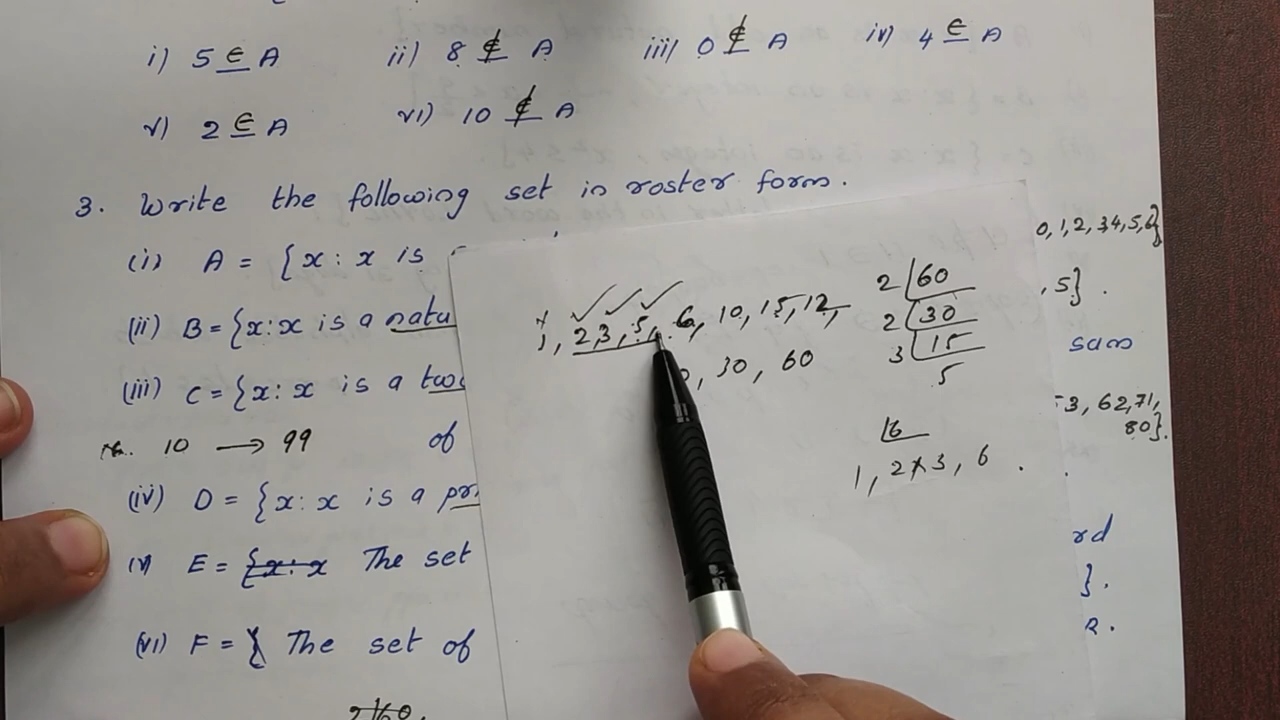 i) 5 ∈ A ii) 8 ∉ A iii) 0 ∉ A iv) 4 ∈ A
v) 2 ∈ A vi) 10 ∉ A
3. Write the following set in roster form.
(i) A = {x : x is
0,1,2,3,4,5,6}
(ii) B = {x:x is a natu
,5}.
(iii) C = {x: x is a two
sum
10 → 99 of
-3, 62,71,
80}.
(iv) D = {x: x is a pri
(v) E = {x: x The set
rd
}.
(vi) F = { The set of
R.
2|60
1, 2,3, 5, 6, 10, 15, 12,
, 30, 60
2|60
2|30
3|15
5
6
1, 2×3, 6 .